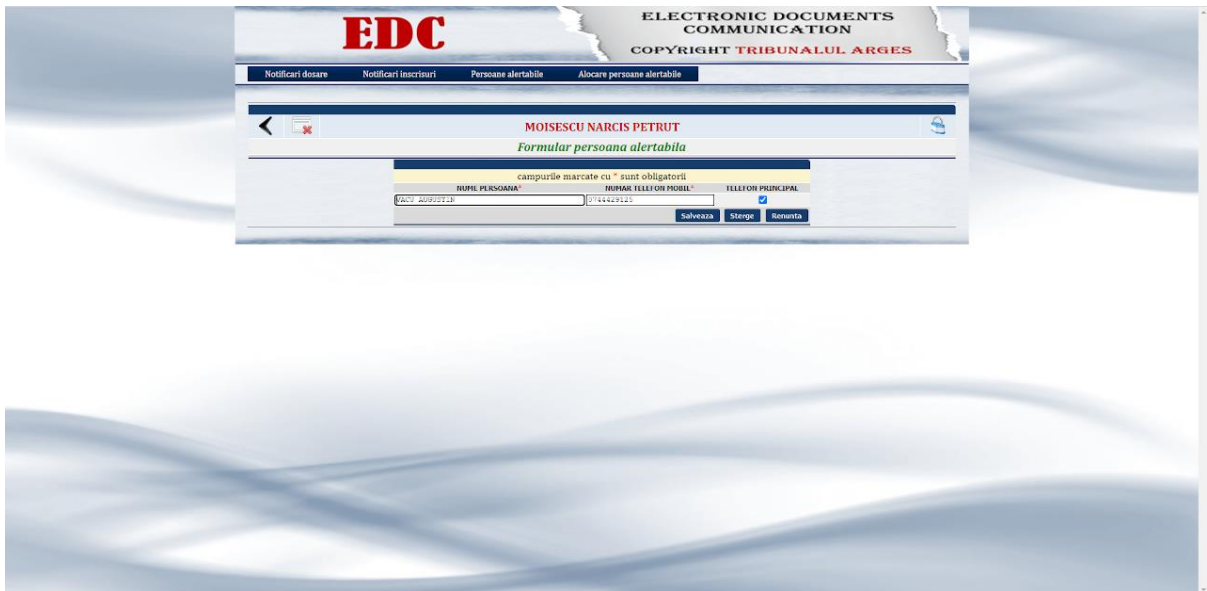 EDC
ELECTRONIC DOCUMENTS
COMMUNICATION
COPYRIGHT TRIBUNALUL ARGES
Notificari dosare Notificari inscrisuri Persoane alertabile Alocare persoane alertabile
MOISESCU NARCIS PETRUT
Formular persoana alertabila
campurile marcate cu * sunt obligatorii
NUME PERSOANA* NUMAR TELEFON MOBIL* TELEFON PRINCIPAL
VACU AUGUSTIN 0744429125
Salveaza Sterge Renunta